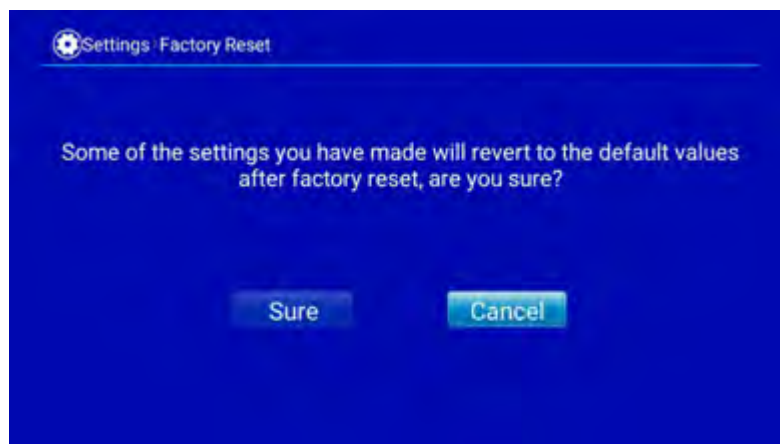 Settings Factory Reset
Some of the settings you have made will revert to the default values
after factory reset, are you sure?
Sure
Cancel